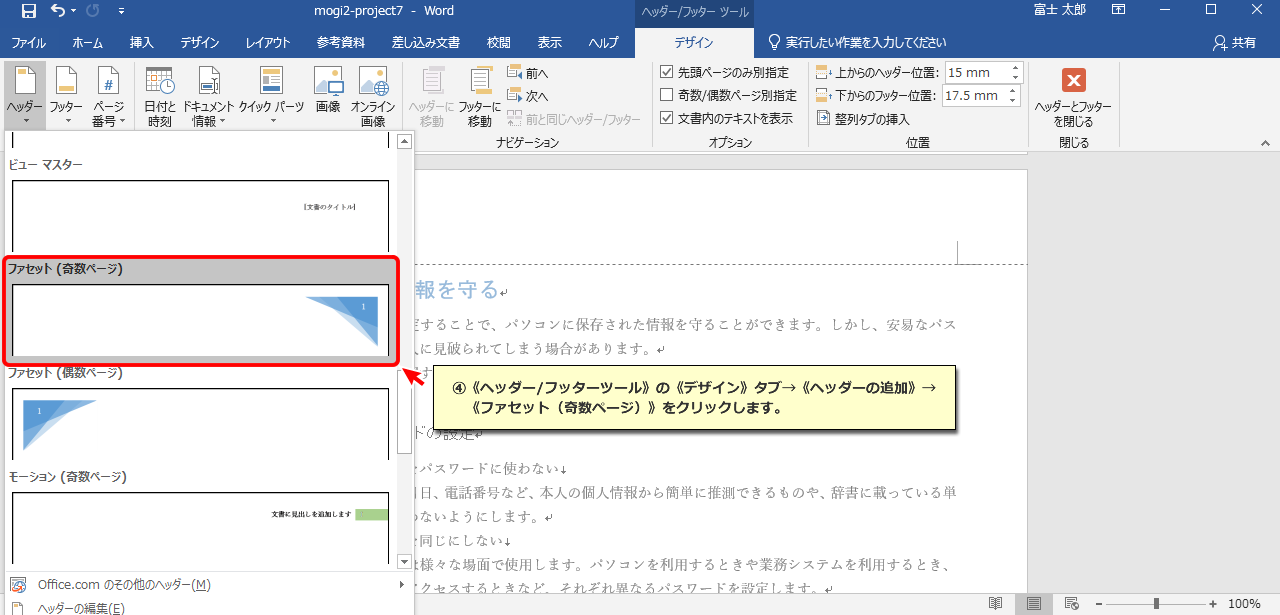 mogi2-project7 - Word
ヘッダー/フッター ツール
富士 太郎
ファイル
ホーム
挿入
デザイン
レイアウト
参考資料
差し込み文書
校閲
表示
ヘルプ
デザイン
実行したい作業を入力してください
共有
ヘッダー
フッター
ページ
番号
日付と
時刻
ドキュメント
情報
クイック パーツ
画像
オンライン
画像
ヘッダーに
移動
フッターに
移動
前へ
次へ
前と同じヘッダー/フッター
ナビゲーション
先頭ページのみ別指定
奇数/偶数ページ別指定
文書内のテキストを表示
オプション
上からのヘッダー位置: 15 mm
下からのフッター位置: 17.5 mm
整列タブの挿入
位置
ヘッダーとフッター
を閉じる
閉じる
ビュー マスター
[文書のタイトル]
ファセット (奇数ページ)
1
ファセット (偶数ページ)
1
モーション (奇数ページ)
文書に見出しを追加します
Office.com のその他のヘッダー(M)
ヘッダーの編集(E)
報を守る
することで、パソコンに保存された情報を守ることができます。しかし、安易なパス
に見破られてしまう場合があります。
④《ヘッダー/フッターツール》の《デザイン》タブ→《ヘッダーの追加》→
《ファセット（奇数ページ）》をクリックします。
ドの設定
パスワードに使わない
日、電話番号など、本人の個人情報から簡単に推測できるものや、辞書に載っている単
ないようにします。
同じにしない
は様々な場面で使用します。パソコンを利用するときや業務システムを利用するとき、
アクセスするときなど、それぞれ異なるパスワードを設定します。
100%